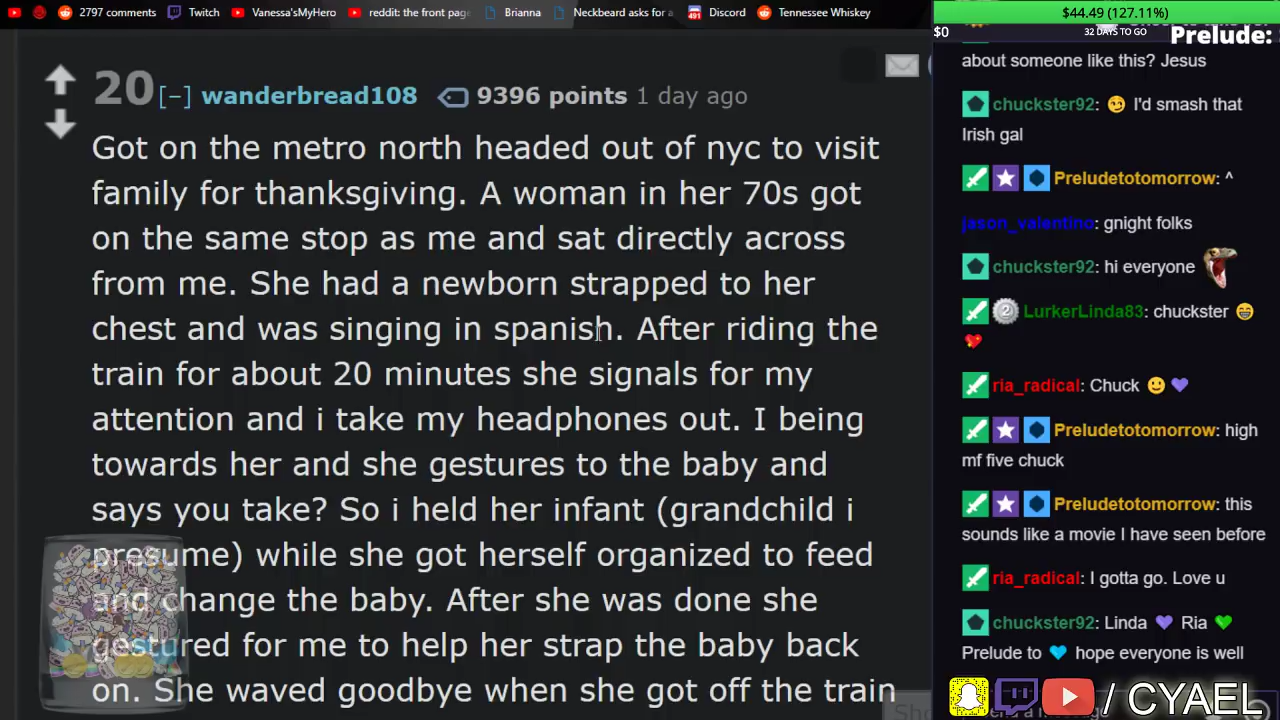 2797 comments Twitch Vanessa'sMyHero reddit: the front page Brianna Neckbeard asks for a Discord Tennessee Whiskey
$44.49 (127.11%)
$0 32 DAYS TO GO Prelude:
20 [–] wanderbread108 9396 points 1 day ago
Got on the metro north headed out of nyc to visit
family for thanksgiving. A woman in her 70s got
on the same stop as me and sat directly across
from me. She had a newborn strapped to her
chest and was singing in spanish. After riding the
train for about 20 minutes she signals for my
attention and i take my headphones out. I being
towards her and she gestures to the baby and
says you take? So i held her infant (grandchild i
presume) while she got herself organized to feed
and change the baby. After she was done she
gestured for me to help her strap the baby back
on. She waved goodbye when she got off the train
about someone like this? Jesus
chuckster92: I'd smash that
Irish gal
Preludetotomorrow: ^
jason_valentino: gnight folks
chuckster92: hi everyone
LurkerLinda83: chuckster
ria_radical: Chuck
Preludetotomorrow: high
mf five chuck
Preludetotomorrow: this
sounds like a movie I have seen before
ria_radical: I gotta go. Love u
chuckster92: Linda Ria
Prelude to hope everyone is well
/ CYAEL